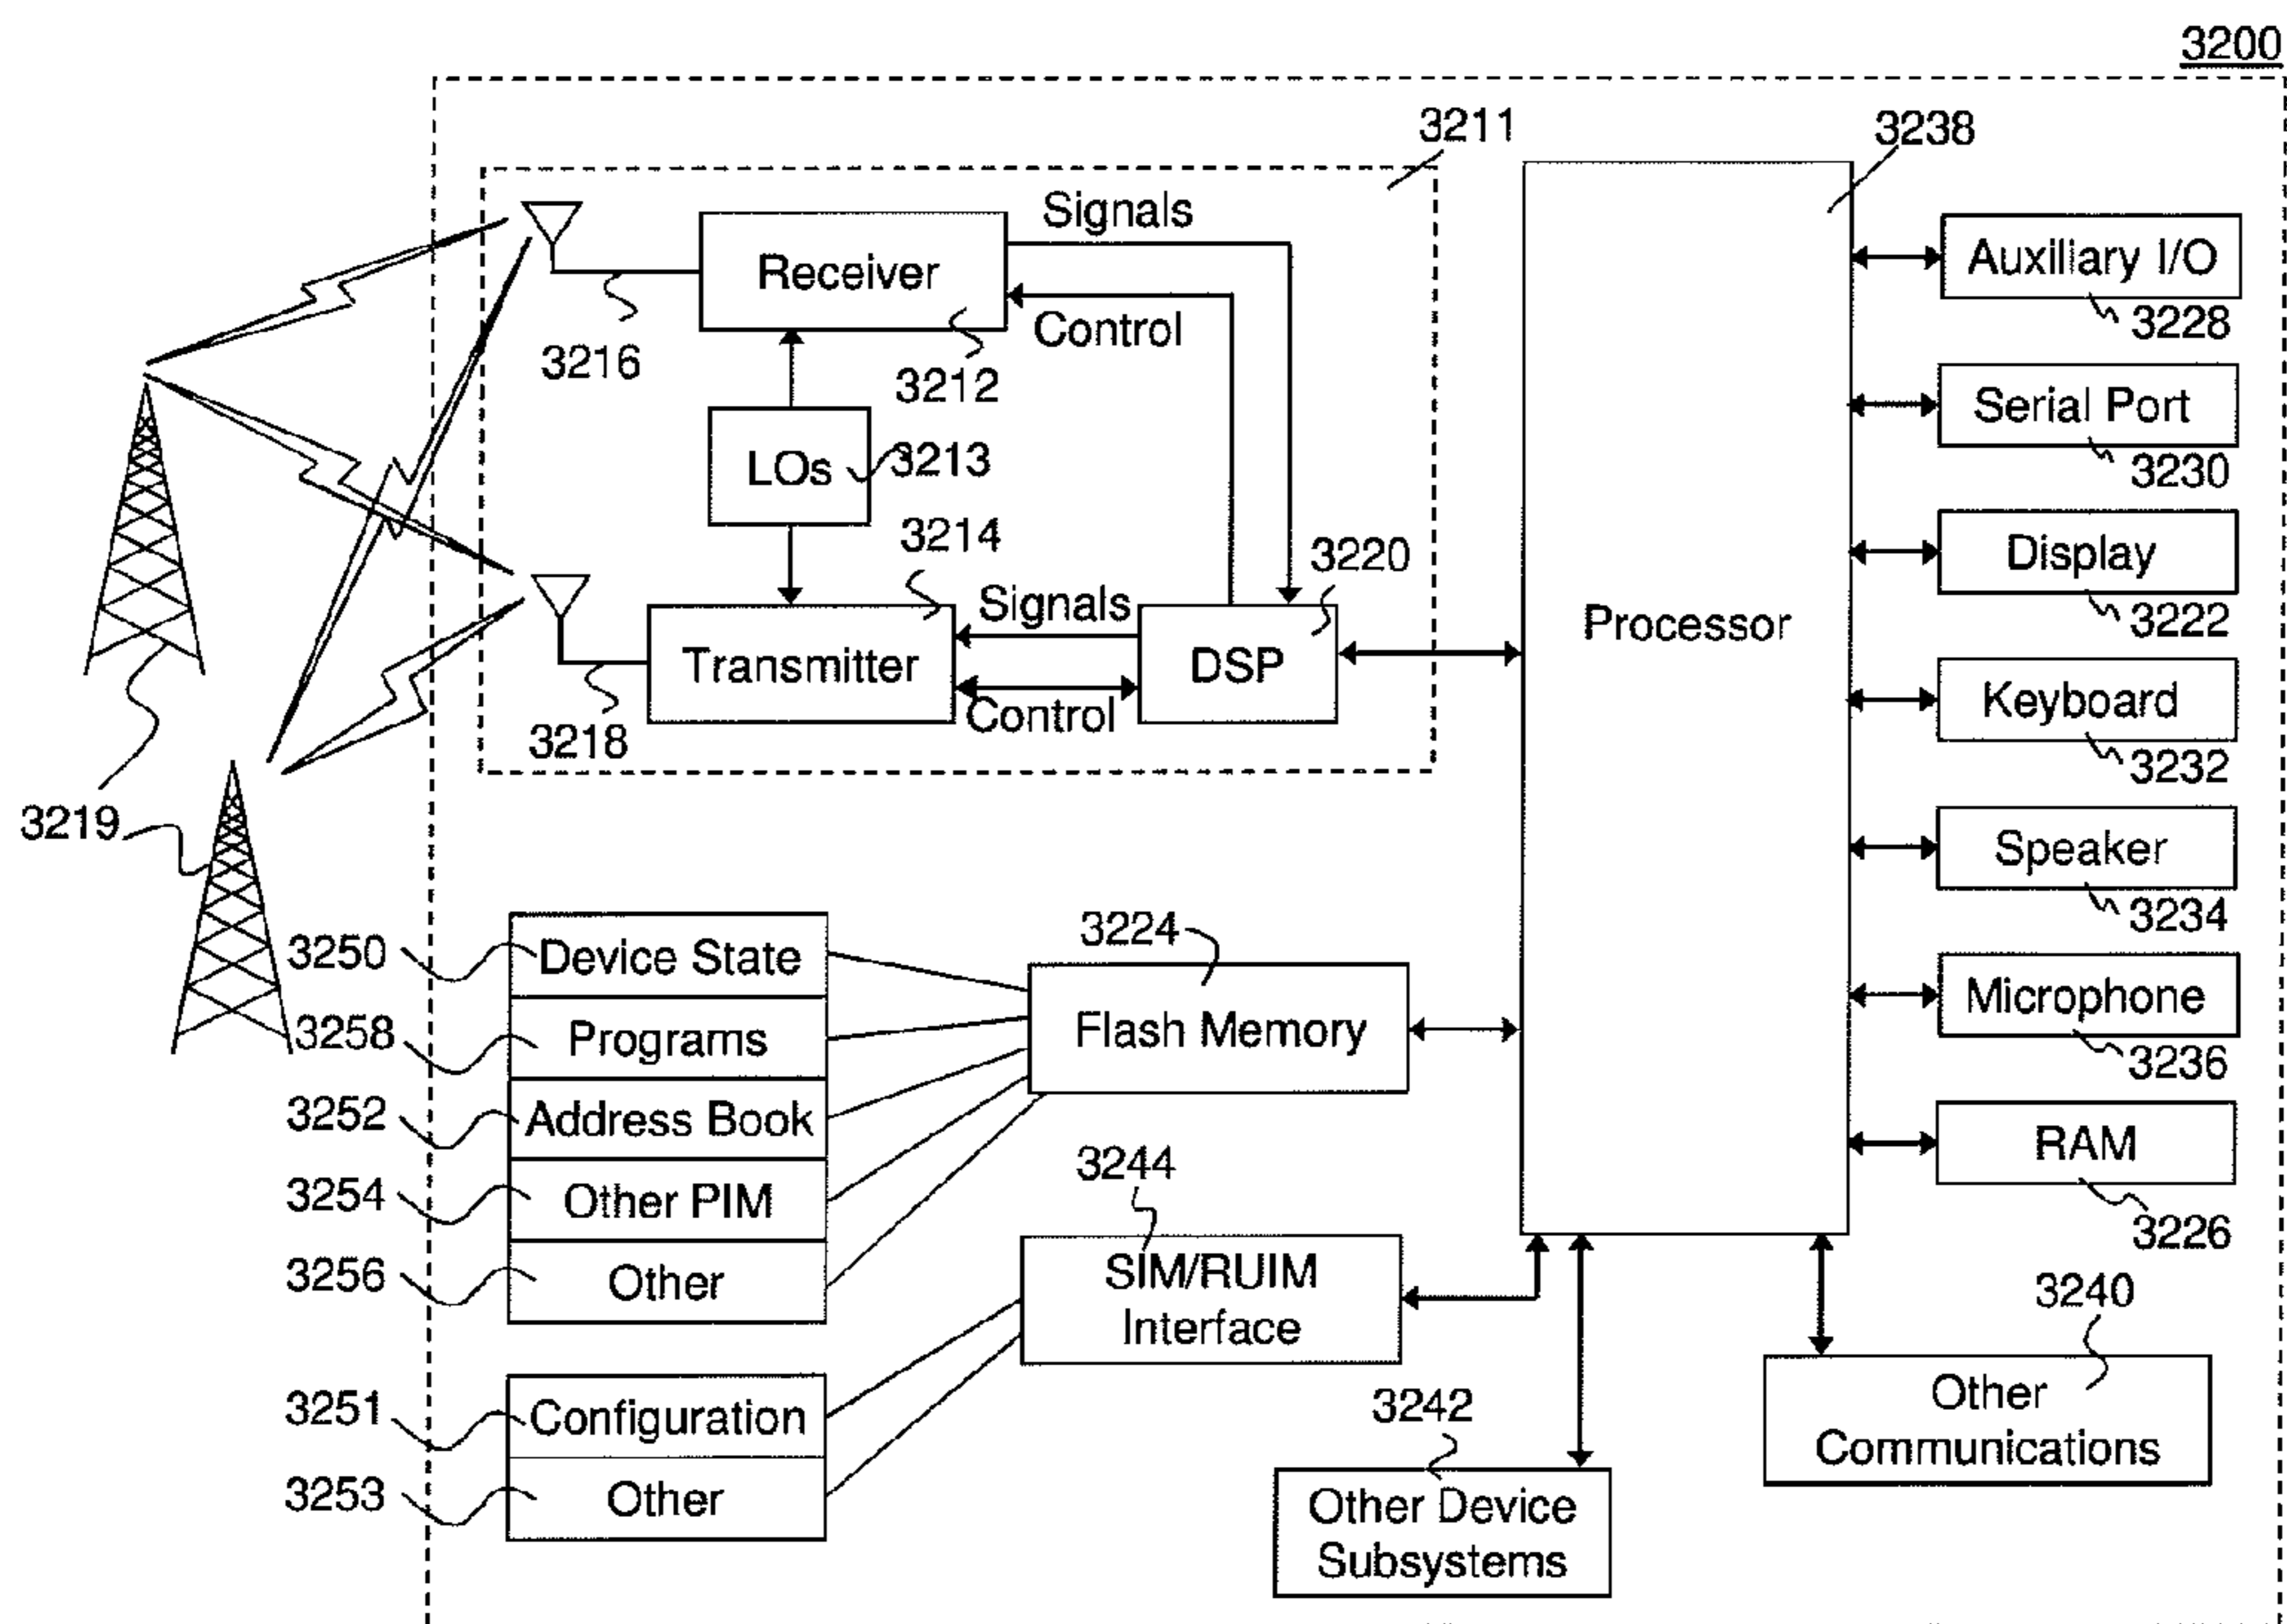 3200
3211
3238
Signals
Receiver
Control
3216
3212
LOs
3213
3214
3220
Signals
Transmitter
DSP
Control
3218
3219
Processor
Auxiliary I/O
3228
Serial Port
3230
Display
3222
Keyboard
3232
Speaker
3234
Microphone
3236
RAM
3226
3250
Device State
3258
Programs
3252
Address Book
3254
Other PIM
3256
Other
3224
Flash Memory
3244
SIM/RUIM
Interface
3251
Configuration
3253
Other
3242
Other Device
Subsystems
3240
Other
Communications